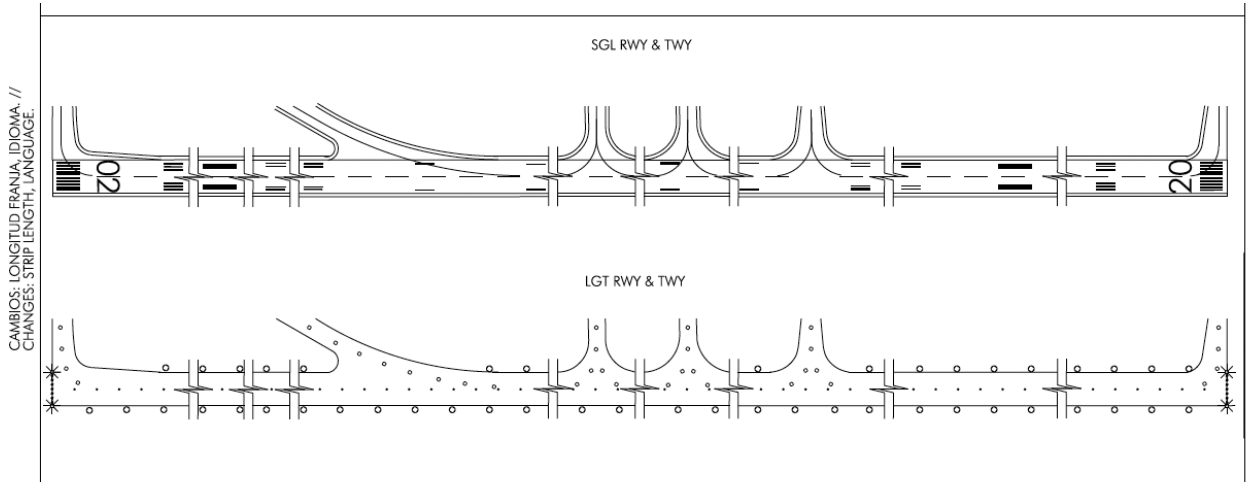 SGL RWY & TWY
02
20
LGT RWY & TWY
CAMBIOS: LONGITUD FRANJA, IDIOMA. //
CHANGES: STRIP LENGTH, LANGUAGE.